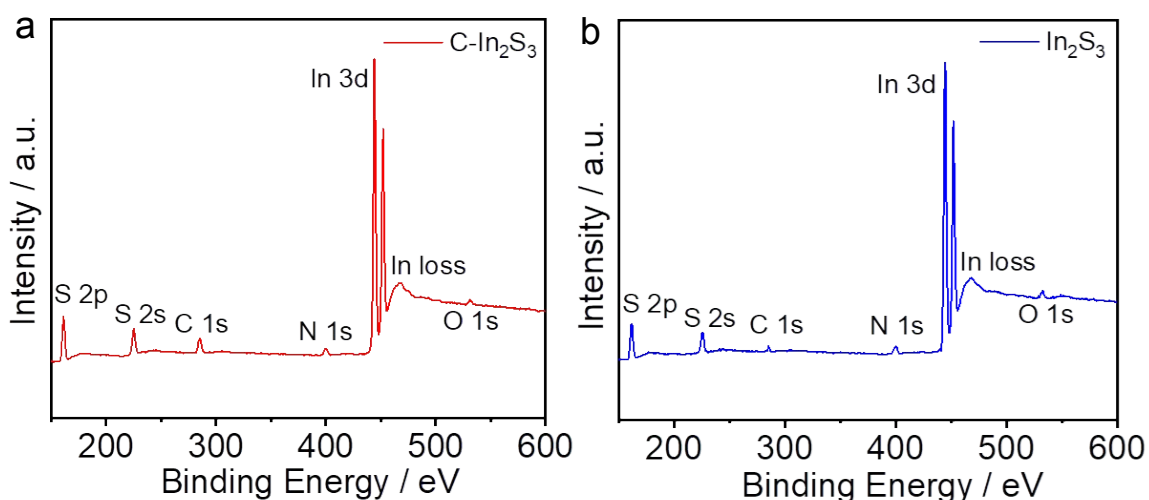 a
C-In₂S₃
In 3d
In loss
S 2p
S 2s
C 1s
N 1s
O 1s
Intensity / a.u.
200 300 400 500 600
Binding Energy / eV
b
In₂S₃
In 3d
In loss
S 2p
S 2s
C 1s
N 1s
O 1s
Intensity / a.u.
200 300 400 500 600
Binding Energy / eV